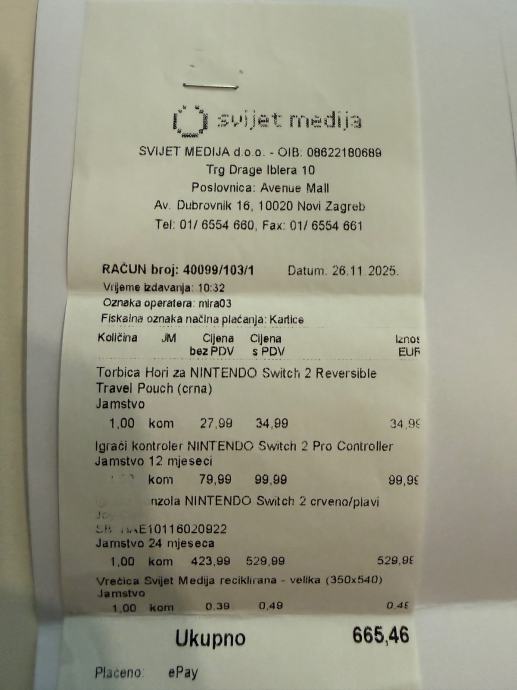 svijet medija
SVIJET MEDIJA d.o.o. - OIB: 08622180689
Trg Drage Iblera 10
Poslovnica: Avenue Mall
Av. Dubrovnik 16, 10020 Novi Zagreb
Tel: 01/ 6554 660, Fax: 01/ 6554 661
RAČUN broj: 40099/103/1 Datum: 26.11.2025.
Vrijeme izdavanja: 10:32
Oznaka operatera: mira03
Fiskalna oznaka načina plaćanja: Kartice
Količina JM Cijena Cijena Iznos
bez PDV s PDV EUR
Torbica Hori za NINTENDO Switch 2 Reversible
Travel Pouch (crna)
Jamstvo
1,00 kom 27,99 34,99 34,99
Igraći kontroler NINTENDO Switch 2 Pro Controller
Jamstvo 12 mjeseci
kom 79,99 99,99 99,99
NINTENDO Switch 2 crveno/plavi
Jamstvo 24 mjeseca
1,00 kom 423,99 529,99 529,99
Vrećica Svijet Medija reciklirana - velika (350x540)
Jamstvo
1,00 kom 0,39 0,49
Ukupno 665,46
Plaćeno: ePay